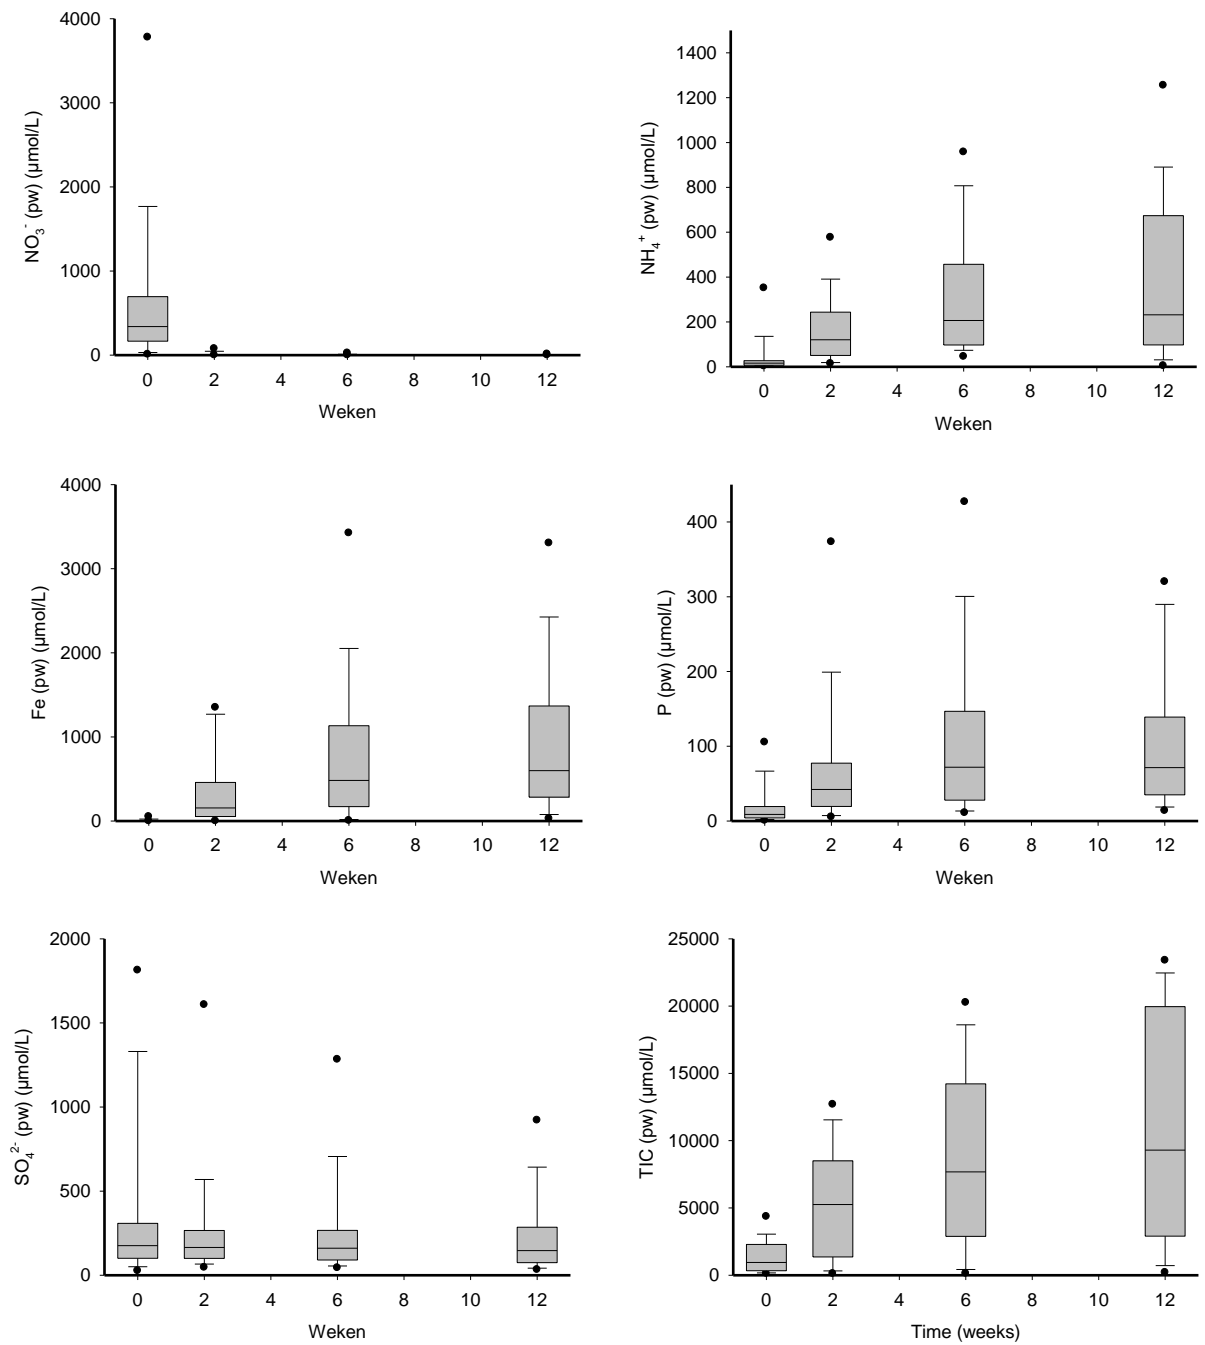 4000
3000
2000
1000
0
NO₃⁻ (pw) (µmol/L)
0 2 4 6 8 10 12
Weken
1400
1200
1000
800
600
400
200
0
NH₄⁺ (pw) (µmol/L)
0 2 4 6 8 10 12
Weken
4000
3000
2000
1000
0
Fe (pw) (µmol/L)
0 2 4 6 8 10 12
Weken
400
300
200
100
0
P (pw) (µmol/L)
0 2 4 6 8 10 12
Weken
2000
1500
1000
500
0
SO₄²⁻ (pw) (µmol/L)
0 2 4 6 8 10 12
Weken
25000
20000
15000
10000
5000
0
TIC (pw) (µmol/L)
0 2 4 6 8 10 12
Time (weeks)